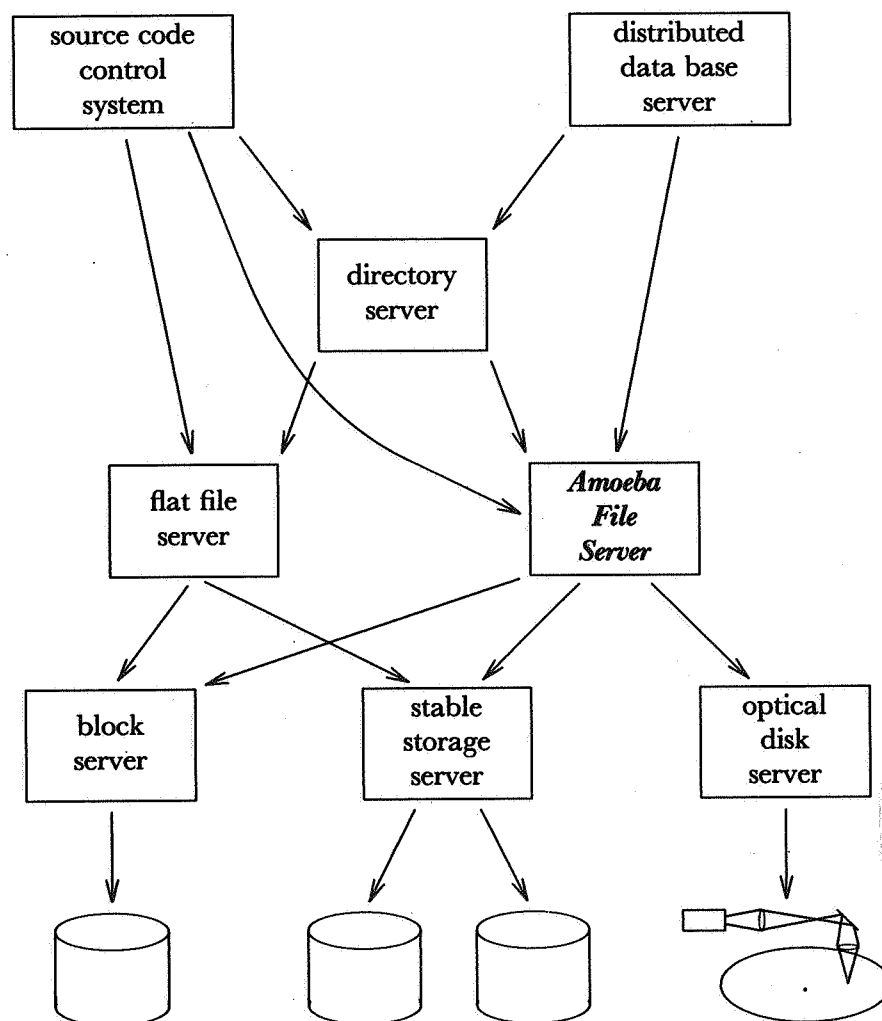 source code
control
system
distributed
data base
server
directory
server
flat file
server
Amoeba
File
Server
block
server
stable
storage
server
optical
disk
server